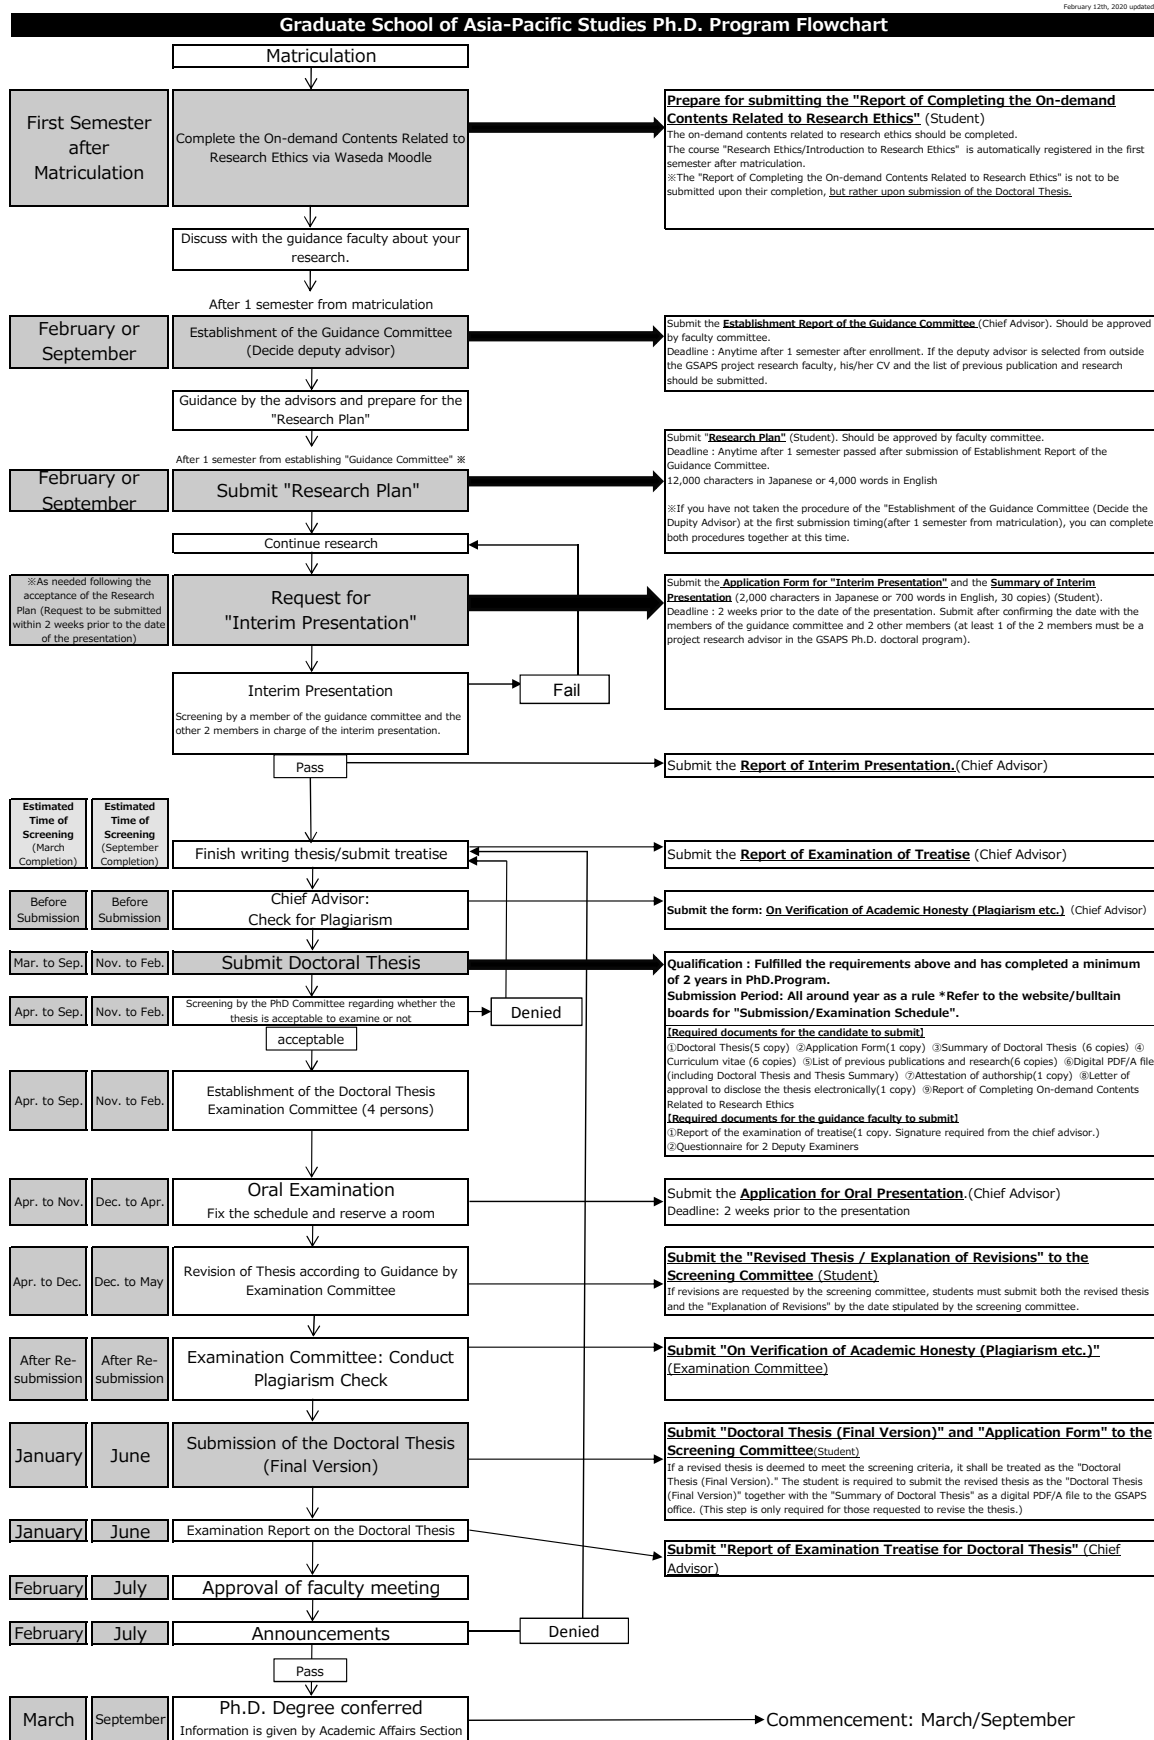 February 12th, 2020 updated
Graduate School of Asia-Pacific Studies Ph.D. Program Flowchart
Matriculation
First Semester
after
Matriculation
Complete the On-demand Contents Related to
Research Ethics via Waseda Moodle
Prepare for submitting the "Report of Completing the On-demand
Contents Related to Research Ethics" (Student)
The on-demand contents related to research ethics should be completed.
The course "Research Ethics/Introduction to Research Ethics" is automatically registered in the first
semester after matriculation.
※The "Report of Completing the On-demand Contents Related to Research Ethics" is not to be
submitted upon their completion, but rather upon submission of the Doctoral Thesis.
Discuss with the guidance faculty about your
research.
After 1 semester from matriculation
February or
September
Establishment of the Guidance Committee
(Decide deputy advisor)
Submit the Establishment Report of the Guidance Committee (Chief Advisor). Should be approved
by faculty committee.
Deadline : Anytime after 1 semester after enrollment. If the deputy advisor is selected from outside
the GSAPS project research faculty, his/her CV and the list of previous publication and research
should be submitted.
Guidance by the advisors and prepare for the
"Research Plan"
After 1 semester from establishing "Guidance Committee" ※
February or
September
Submit "Research Plan"
Submit "Research Plan" (Student). Should be approved by faculty committee.
Deadline : Anytime after 1 semester passed after submission of Establishment Report of the
Guidance Committee.
12,000 characters in Japanese or 4,000 words in English
※If you have not taken the procedure of the "Establishment of the Guidance Committee (Decide the
Dupity Advisor) at the first submission timing(after 1 semester from matriculation), you can complete
both procedures together at this time.
Continue research
※As needed following the
acceptance of the Research
Plan (Request to be submitted
within 2 weeks prior to the date
of the presentation)
Request for
"Interim Presentation"
Submit the Application Form for "Interim Presentation" and the Summary of Interim
Presentation (2,000 characters in Japanese or 700 words in English, 30 copies) (Student).
Deadline : 2 weeks prior to the date of the presentation. Submit after confirming the date with the
members of the guidance committee and 2 other members (at least 1 of the 2 members must be a
project research advisor in the GSAPS Ph.D. doctoral program).
Interim Presentation
Screening by a member of the guidance committee and the
other 2 members in charge of the interim presentation.
Fail
Pass
Submit the Report of Interim Presentation.(Chief Advisor)
Estimated
Time of
Screening
(March
Completion)
Estimated
Time of
Screening
(September
Completion)
Finish writing thesis/submit treatise
Submit the Report of Examination of Treatise (Chief Advisor)
Before
Submission
Before
Submission
Chief Advisor:
Check for Plagiarism
Submit the form: On Verification of Academic Honesty (Plagiarism etc.) (Chief Advisor)
Mar. to Sep.
Nov. to Feb.
Submit Doctoral Thesis
Qualification : Fulfilled the requirements above and has completed a minimum
of 2 years in PhD.Program.
Submission Period: All around year as a rule *Refer to the website/bulltain
boards for "Submission/Examination Schedule".
Apr. to Sep.
Nov. to Feb.
Screening by the PhD Committee regarding whether the
thesis is acceptable to examine or not
Denied
acceptable
【Required documents for the candidate to submit】
①Doctoral Thesis(5 copy) ②Application Form(1 copy) ③Summary of Doctoral Thesis (6 copies) ④
Curriculum vitae (6 copies) ⑤List of previous publications and research(6 copies) ⑥Digital PDF/A file
(including Doctoral Thesis and Thesis Summary) ⑦Attestation of authorship(1 copy) ⑧Letter of
approval to disclose the thesis electronically(1 copy) ⑨Report of Completing On-demand Contents
Related to Research Ethics
【Required documents for the guidance faculty to submit】
①Report of the examination of treatise(1 copy. Signature required from the chief advisor.)
②Questionnaire for 2 Deputy Examiners
Apr. to Sep.
Nov. to Feb.
Establishment of the Doctoral Thesis
Examination Committee (4 persons)
Apr. to Nov.
Dec. to Apr.
Oral Examination
Fix the schedule and reserve a room
Submit the Application for Oral Presentation.(Chief Advisor)
Deadline: 2 weeks prior to the presentation
Apr. to Dec.
Dec. to May
Revision of Thesis according to Guidance by
Examination Committee
Submit the "Revised Thesis / Explanation of Revisions" to the
Screening Committee (Student)
If revisions are requested by the screening committee, students must submit both the revised thesis
and the "Explanation of Revisions" by the date stipulated by the screening committee.
After Re-
submission
After Re-
submission
Examination Committee: Conduct
Plagiarism Check
Submit "On Verification of Academic Honesty (Plagiarism etc.)"
(Examination Committee)
January
June
Submission of the Doctoral Thesis
(Final Version)
Submit "Doctoral Thesis (Final Version)" and "Application Form" to the
Screening Committee(Student)
If a revised thesis is deemed to meet the screening criteria, it shall be treated as the "Doctoral
Thesis (Final Version)." The student is required to submit the revised thesis as the "Doctoral Thesis
(Final Version)" together with the "Summary of Doctoral Thesis" as a digital PDF/A file to the GSAPS
office. (This step is only required for those requested to revise the thesis.)
January
June
Examination Report on the Doctoral Thesis
Submit "Report of Examination Treatise for Doctoral Thesis" (Chief
Advisor)
February
July
Approval of faculty meeting
February
July
Announcements
Denied
Pass
March
September
Ph.D. Degree conferred
Information is given by Academic Affairs Section
Commencement: March/September